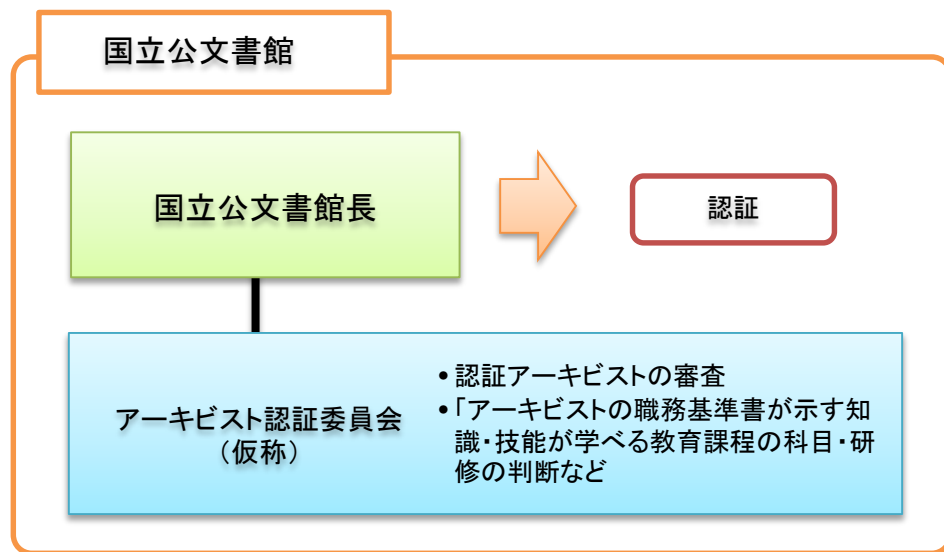 国立公文書館
国立公文書館長
認証
アーキビスト認証委員会
（仮称）
•認証アーキビストの審査
•「アーキビストの職務基準書が示す知
識・技能が学べる教育課程の科目・研
修の判断など